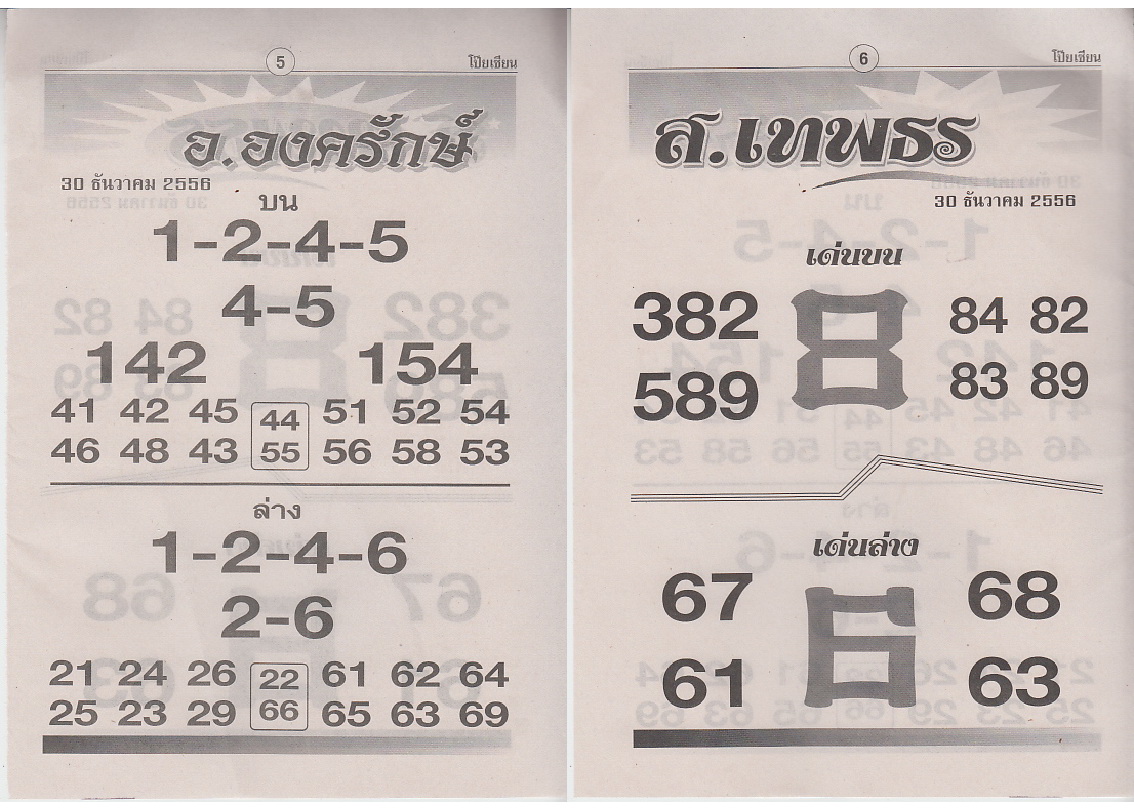 5
โป๊ยเซียน
อ.องครักษ์
30 ธันวาคม 2556
บน
1-2-4-5
4-5
142 154
41 42 45 44 51 52 54
46 48 43 55 56 58 53
ล่าง
1-2-4-6
2-6
21 24 26 22 61 62 64
25 23 29 66 65 63 69
6
โป๊ยเซียน
ส.เทพธร
30 ธันวาคม 2556
เด่นบน
382 8 84 82
589 83 89
เด่นล่าง
67 6 68
61 63